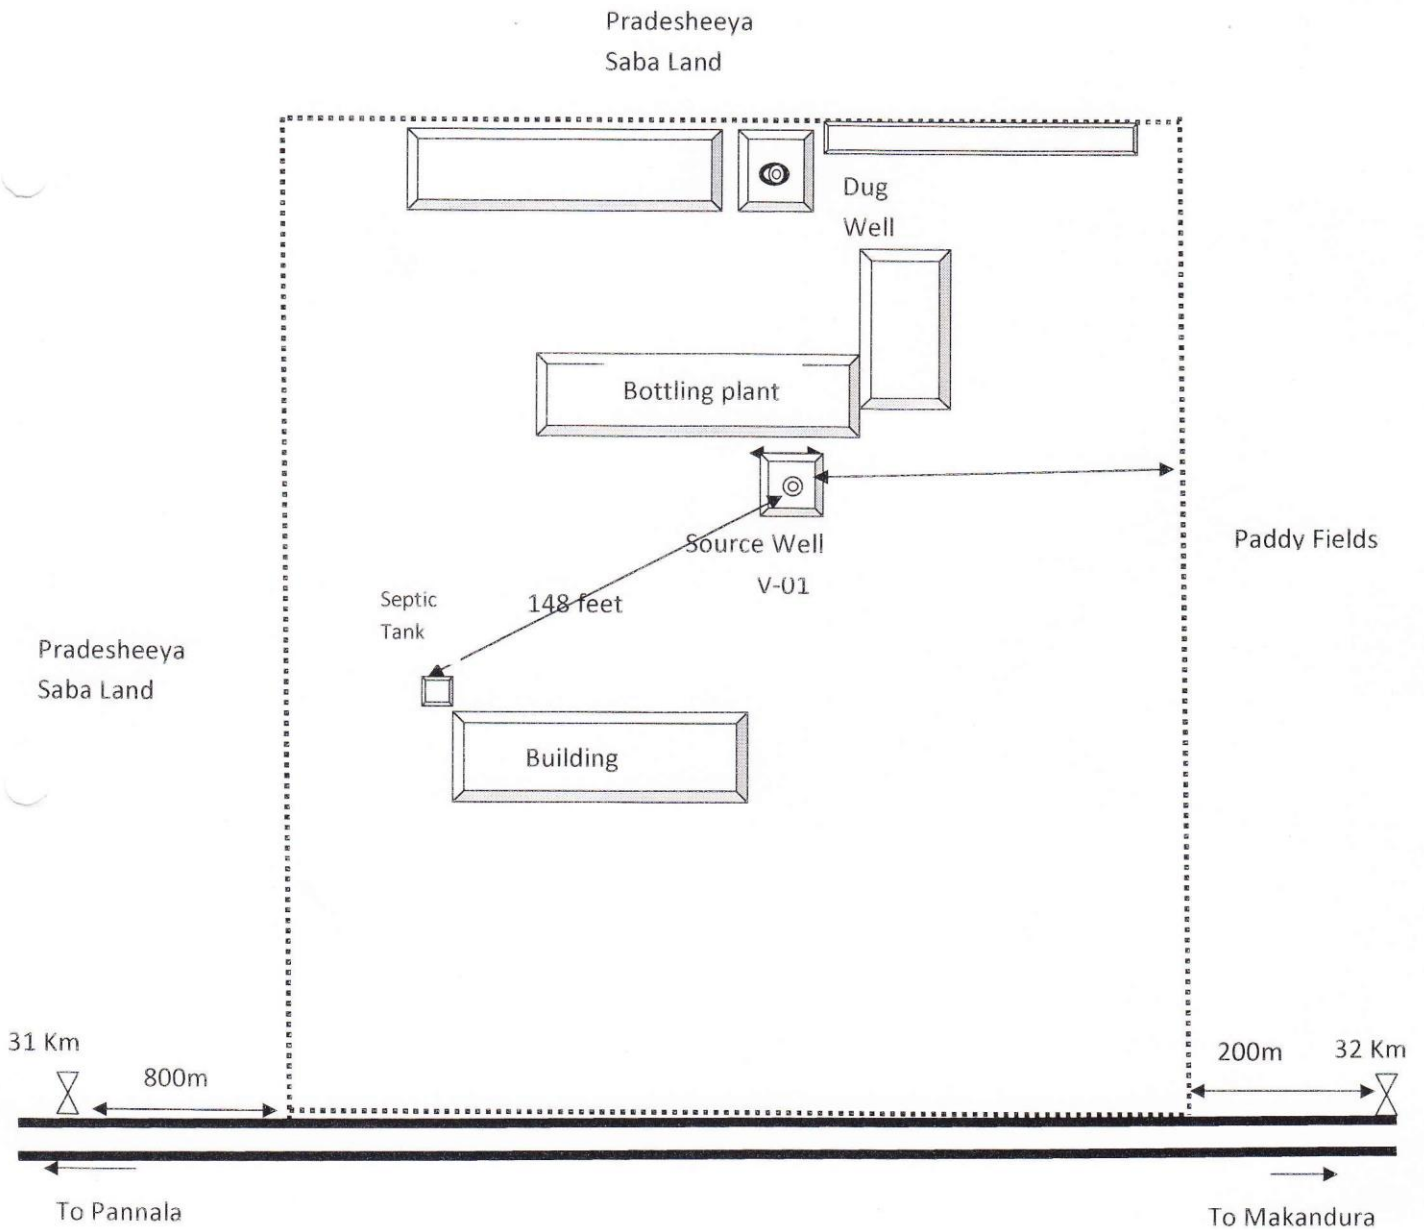 Pradesheeya
Saba Land
Dug
Well
Bottling plant
Source Well
V-01
Paddy Fields
148 feet
Septic
Tank
Pradesheeya
Saba Land
Building
31 Km
800m
200m
32 Km
To Pannala
To Makandura